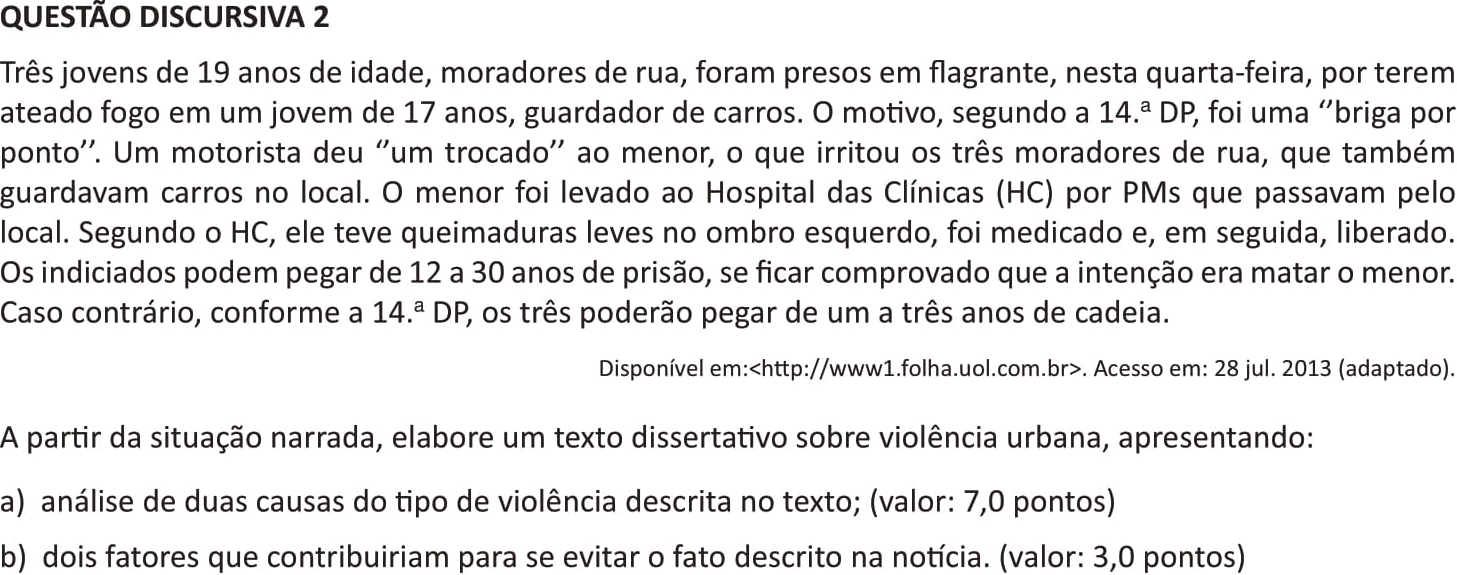 QUESTÃO DISCURSIVA 2
Três jovens de 19 anos de idade, moradores de rua, foram presos em flagrante, nesta quarta-feira, por terem
ateado fogo em um jovem de 17 anos, guardador de carros. O motivo, segundo a 14.ª DP, foi uma ‘’briga por
ponto’’. Um motorista deu ‘’um trocado’’ ao menor, o que irritou os três moradores de rua, que também
guardavam carros no local. O menor foi levado ao Hospital das Clínicas (HC) por PMs que passavam pelo
local. Segundo o HC, ele teve queimaduras leves no ombro esquerdo, foi medicado e, em seguida, liberado.
Os indiciados podem pegar de 12 a 30 anos de prisão, se ficar comprovado que a intenção era matar o menor.
Caso contrário, conforme a 14.ª DP, os três poderão pegar de um a três anos de cadeia.
Disponível em:<http://www1.folha.uol.com.br>. Acesso em: 28 jul. 2013 (adaptado).
A partir da situação narrada, elabore um texto dissertativo sobre violência urbana, apresentando:
a) análise de duas causas do tipo de violência descrita no texto; (valor: 7,0 pontos)
b) dois fatores que contribuiriam para se evitar o fato descrito na notícia. (valor: 3,0 pontos)